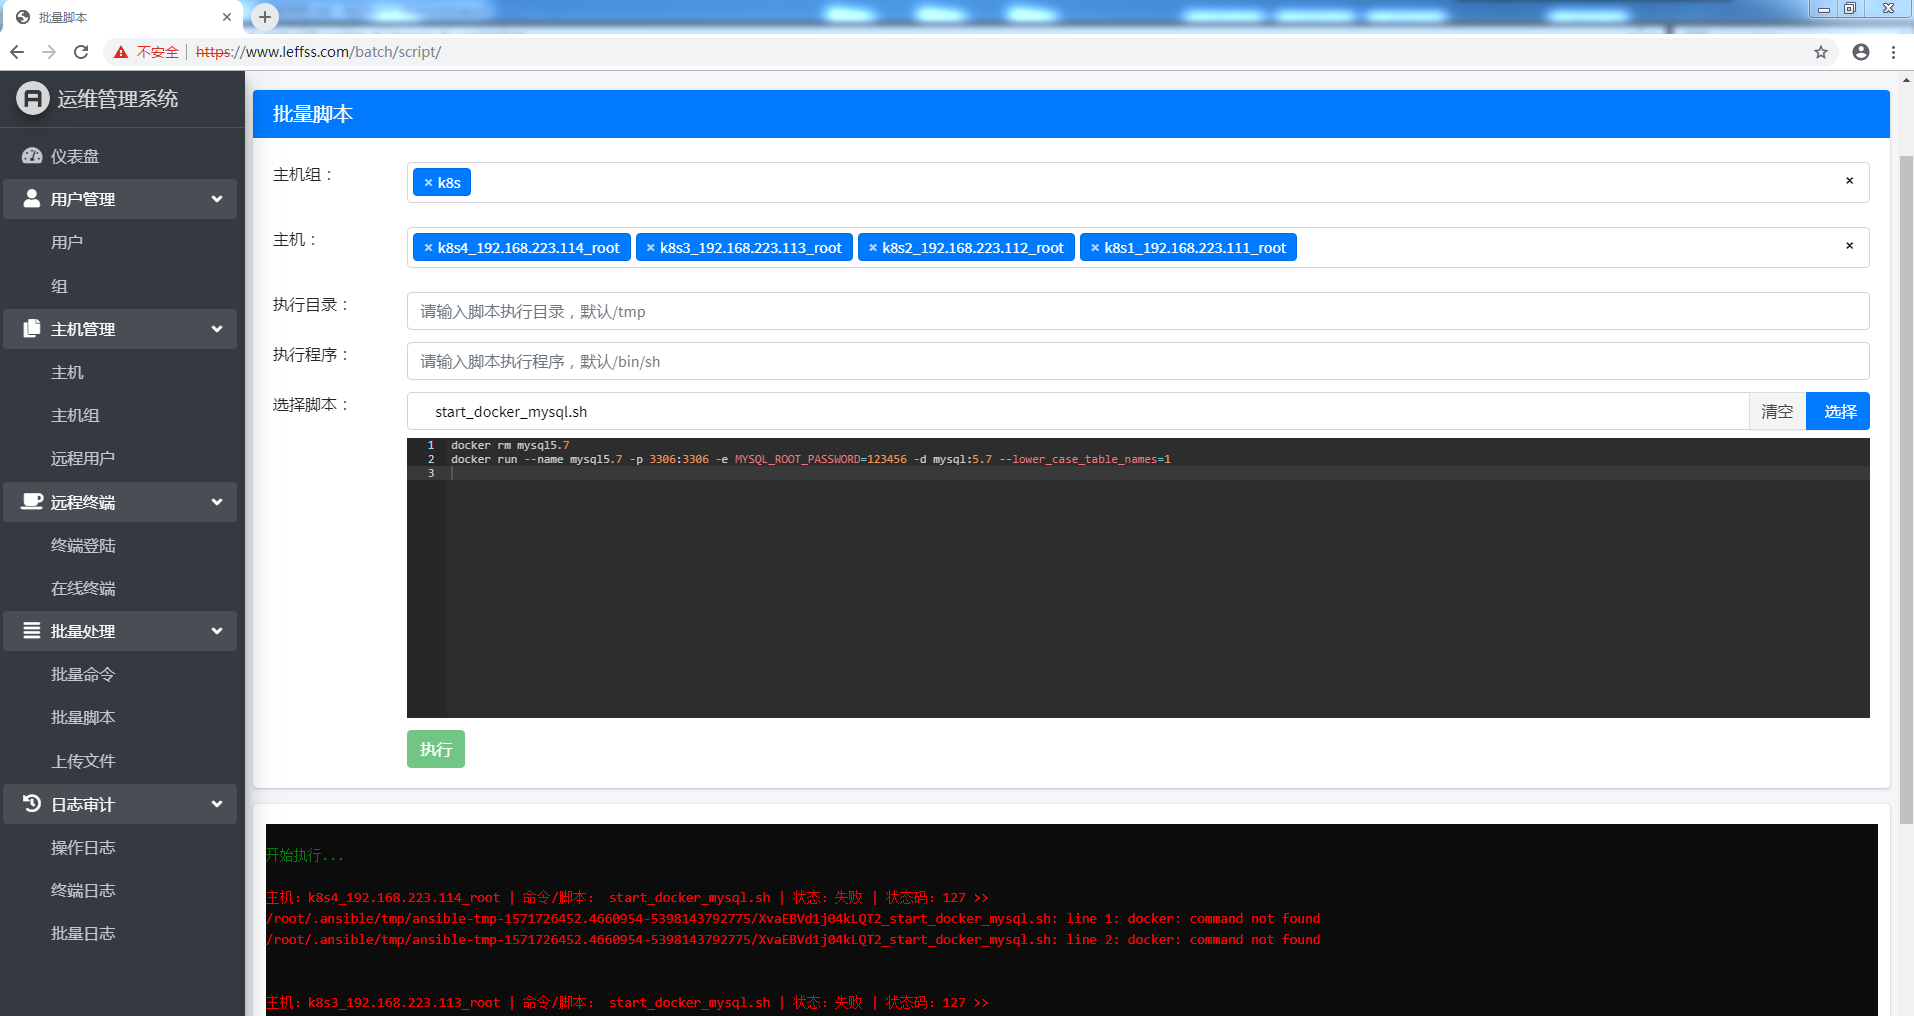 批量脚本
不安全 https://www.leffss.com/batch/script/
运维管理系统
仪表盘
用户管理
用户
组
主机管理
主机
主机组
远程用户
远程终端
终端登陆
在线终端
批量处理
批量命令
批量脚本
上传文件
日志审计
操作日志
终端日志
批量日志
批量脚本
主机组：
× k8s
×
主机：
× k8s4_192.168.223.114_root × k8s3_192.168.223.113_root × k8s2_192.168.223.112_root × k8s1_192.168.223.111_root
×
执行目录：
请输入脚本执行目录，默认/tmp
执行程序：
请输入脚本执行程序，默认/bin/sh
选择脚本：
start_docker_mysql.sh
清空 选择
1 docker rm mysql5.7
2 docker run --name mysql5.7 -p 3306:3306 -e MYSQL_ROOT_PASSWORD=123456 -d mysql:5.7 --lower_case_table_names=1
3
执行
开始执行...
主机: k8s4_192.168.223.114_root | 命令/脚本: start_docker_mysql.sh | 状态: 失败 | 状态码: 127 >>
/root/.ansible/tmp/ansible-tmp-1571726452.4660954-5398143792775/XvaEBVd1j04kLQT2_start_docker_mysql.sh: line 1: docker: command not found
/root/.ansible/tmp/ansible-tmp-1571726452.4660954-5398143792775/XvaEBVd1j04kLQT2_start_docker_mysql.sh: line 2: docker: command not found
主机: k8s3_192.168.223.113_root | 命令/脚本: start_docker_mysql.sh | 状态: 失败 | 状态码: 127 >>